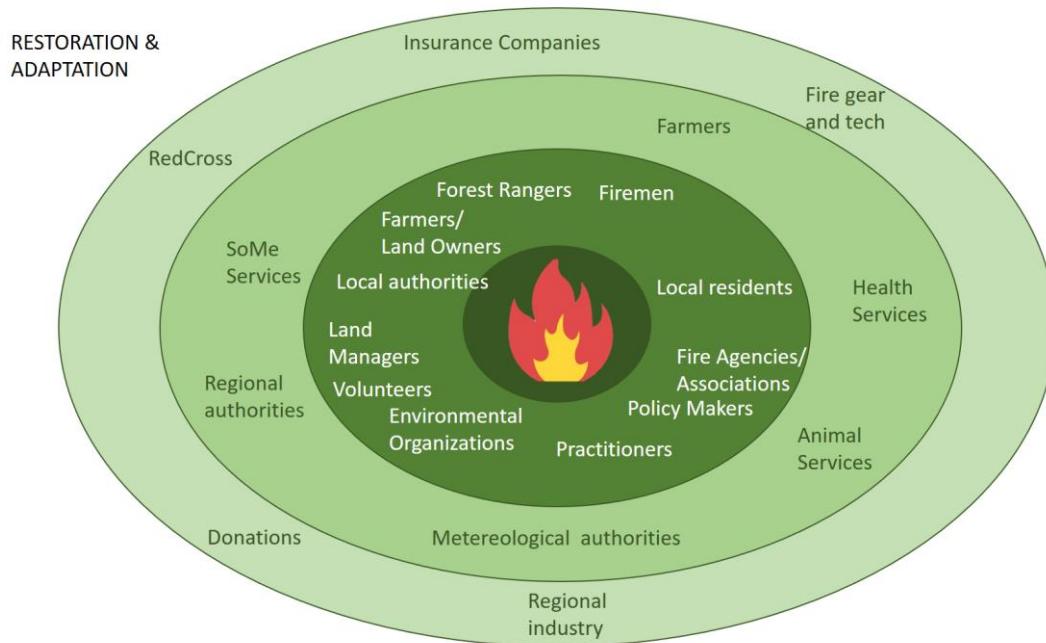 RESTORATION &
ADAPTATION
Insurance Companies
Fire gear
and tech
Farmers
RedCross
Forest Rangers
Firemen
Farmers/
Land Owners
SoMe
Services
Local authorities
Local residents
Health
Services
Land
Managers
Fire Agencies/
Associations
Regional
authorities
Volunteers
Policy Makers
Environmental
Organizations
Practitioners
Animal
Services
Donations
Metereological authorities
Regional
industry